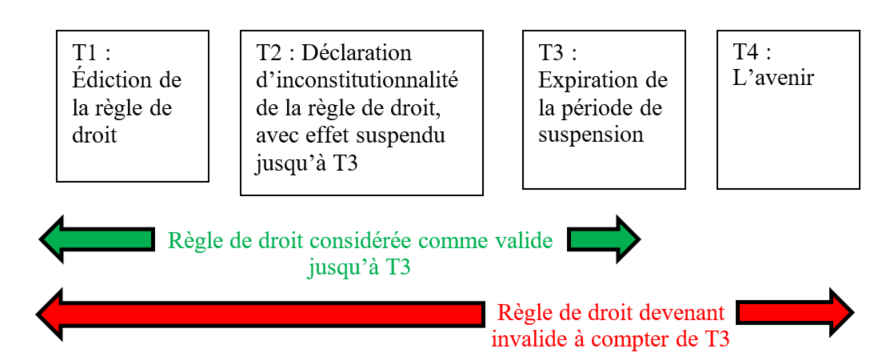 T1 :
Édiction de
la règle de
droit
T2 : Déclaration
d’inconstitutionnalité
de la règle de droit,
avec effet suspendu
jusqu’à T3
T3 :
Expiration de
la période de
suspension
T4 :
L’avenir
Règle de droit considérée comme valide
jusqu’à T3
Règle de droit devenant
invalide à compter de T3